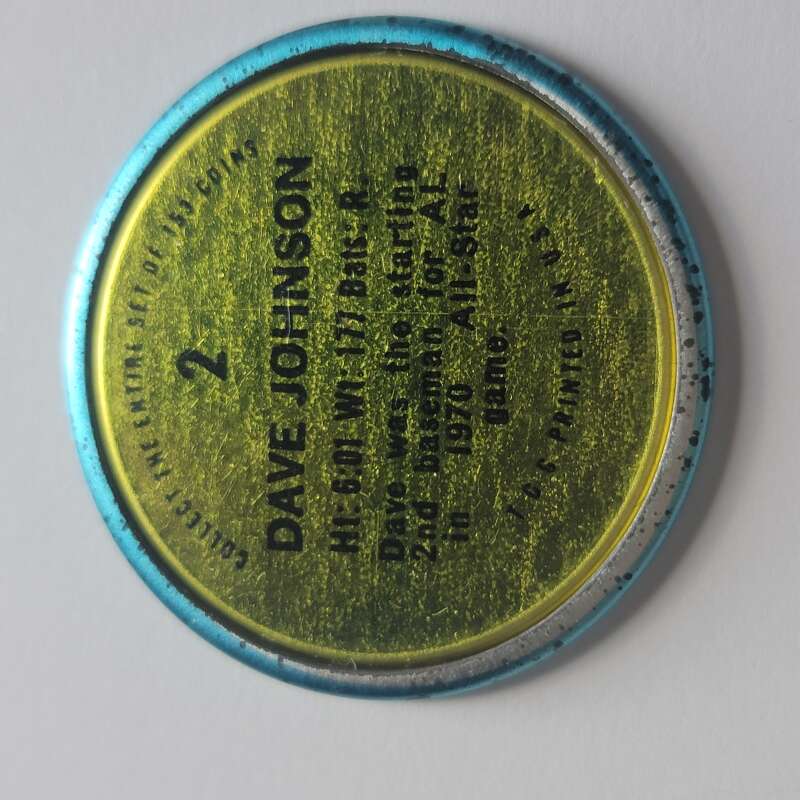 COLLECT THE ENTIRE SET OF 153 COINS
2
DAVE JOHNSON
Ht: 6:01 Wt: 177 Bats: R.
Dave was the starting
2nd baseman for AL
in 1970 All-Star
game.
T C G PRINTED IN USA